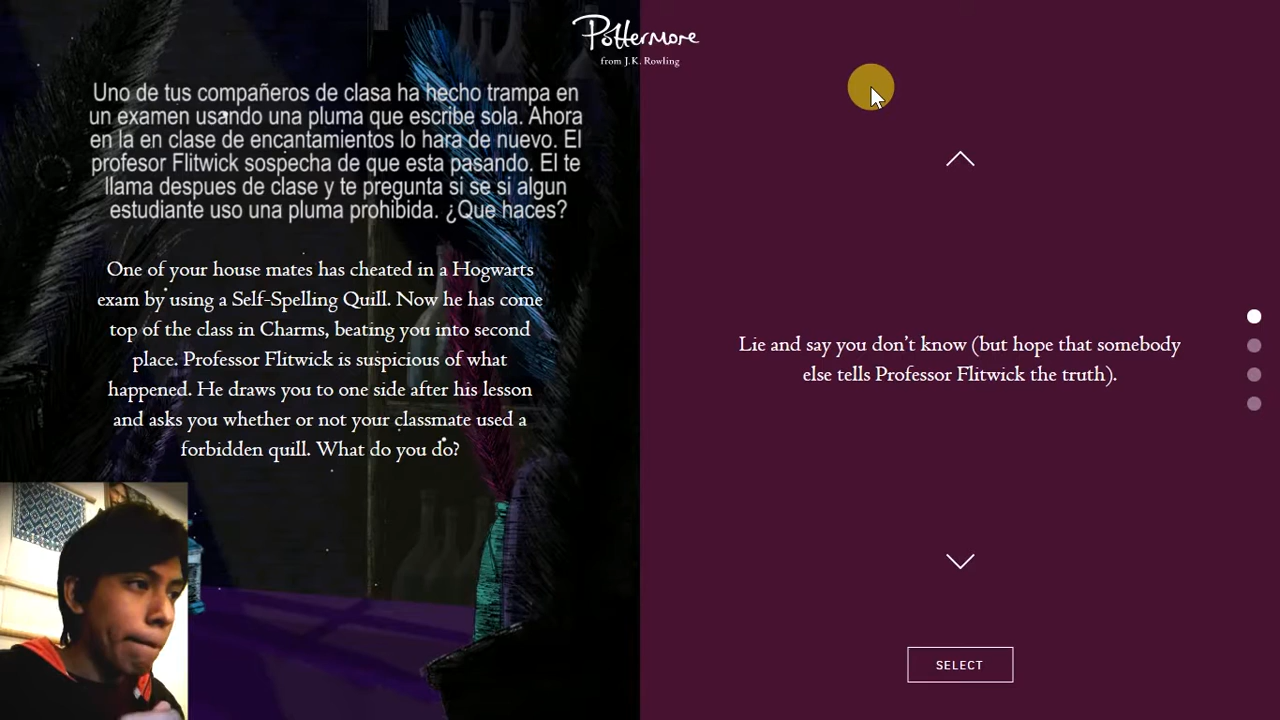 Pottermore
from J.K. Rowling
Uno de tus compañeros de clasa ha hecho trampa en
un examen usando una pluma que escribe sola. Ahora
en la en clase de encantamientos lo hara de nuevo. El
profesor Flitwick sospecha de que esta pasando. El te
llama despues de clase y te pregunta si se si algun
estudiante uso una pluma prohibida. ¿Que haces?
One of your house mates has cheated in a Hogwarts
exam by using a Self-Spelling Quill. Now he has come
top of the class in Charms, beating you into second
place. Professor Flitwick is suspicious of what
happened. He draws you to one side after his lesson
and asks you whether or not your classmate used a
forbidden quill. What do you do?
Lie and say you don't know (but hope that somebody
else tells Professor Flitwick the truth).
SELECT